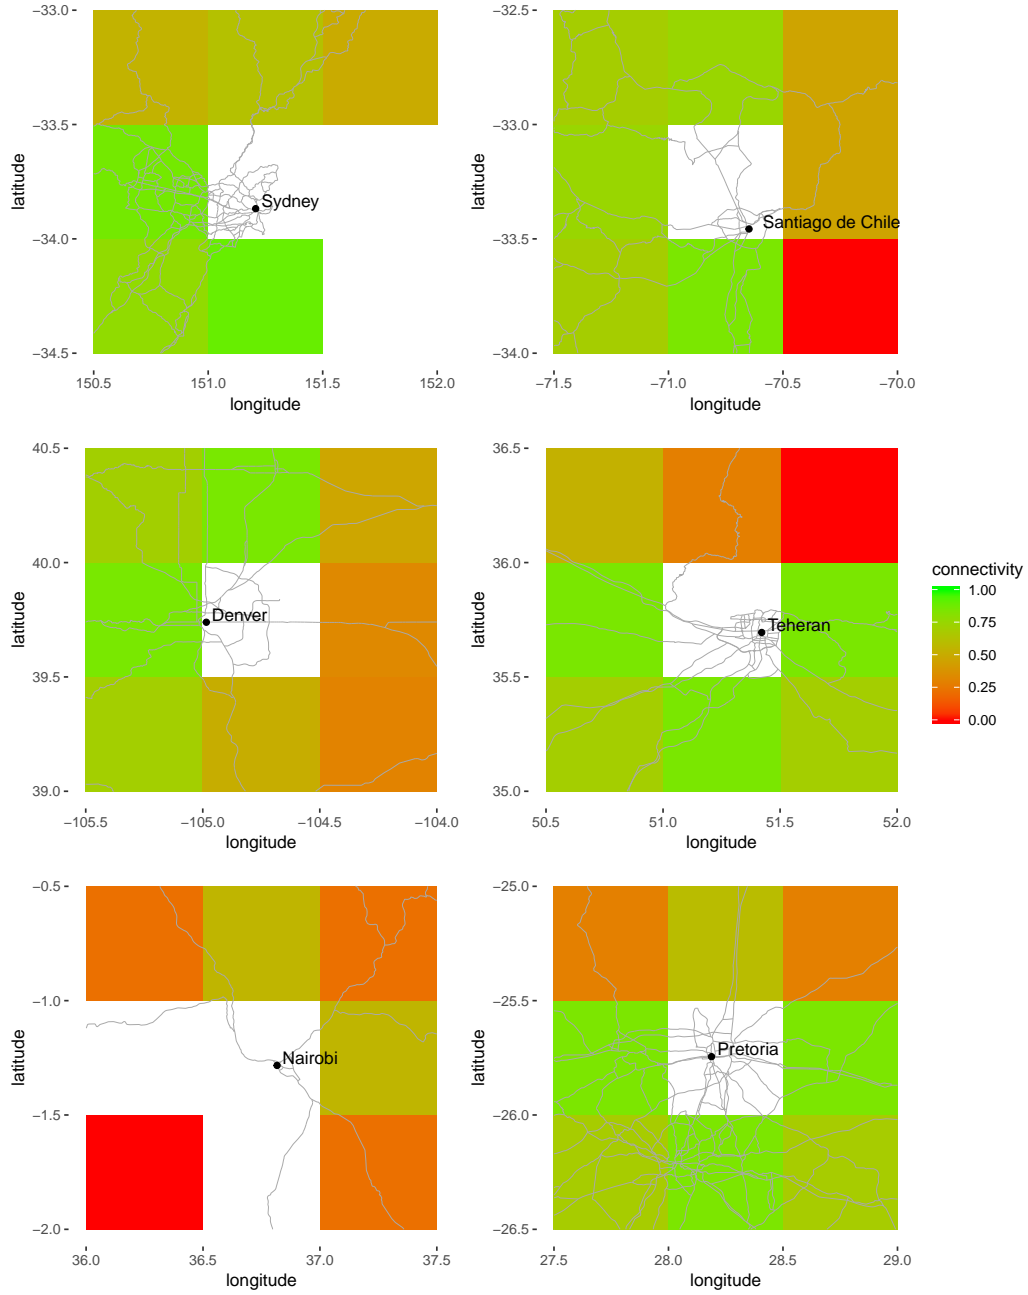 −33.0
−33.5
−34.0
−34.5
latitude
Sydney
150.5 151.0 151.5 152.0
longitude
−32.5
−33.0
−33.5
−34.0
latitude
Santiago de Chile
−71.5 −71.0 −70.5 −70.0
longitude
40.5
40.0
39.5
39.0
latitude
Denver
−105.5 −105.0 −104.5 −104.0
longitude
36.5
36.0
35.5
35.0
latitude
Teheran
50.5 51.0 51.5 52.0
longitude
connectivity
1.00
0.75
0.50
0.25
0.00
−0.5
−1.0
−1.5
−2.0
latitude
Nairobi
36.0 36.5 37.0 37.5
longitude
−25.0
−25.5
−26.0
−26.5
latitude
Pretoria
27.5 28.0 28.5 29.0
longitude